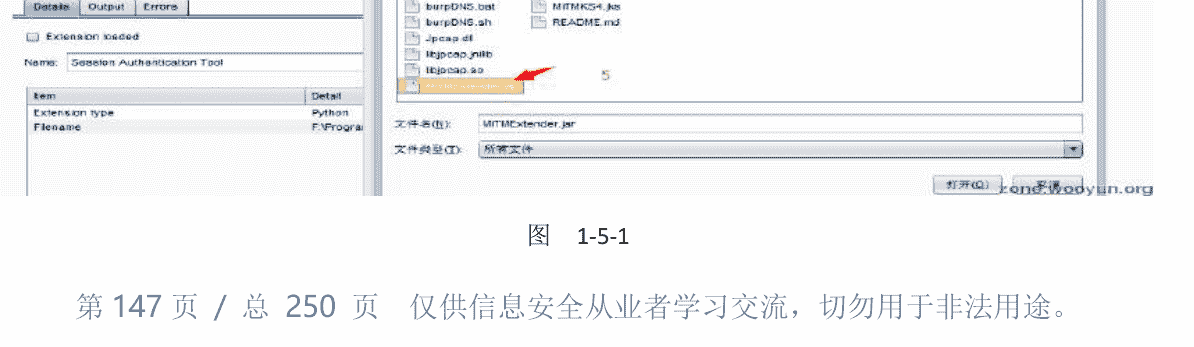 Details Output Errors
Extension loaded
Name: Session Authentication Tool
Item Detail
Extension type Python
Filename F:\Progra
burpDNS.bat MITMKS4.jks
burpDNS.sh README.md
Jpcap.dll
libjpcap.jnilib
libjpcap.so
5
文件名(N): MITMExtender.jar
文件类型(T): 所有文件
打开(O)
zone.wooyun.org
图 1-5-1
第 147 页 / 总 250 页 仅供信息安全从业者学习交流，切勿用于非法用途。